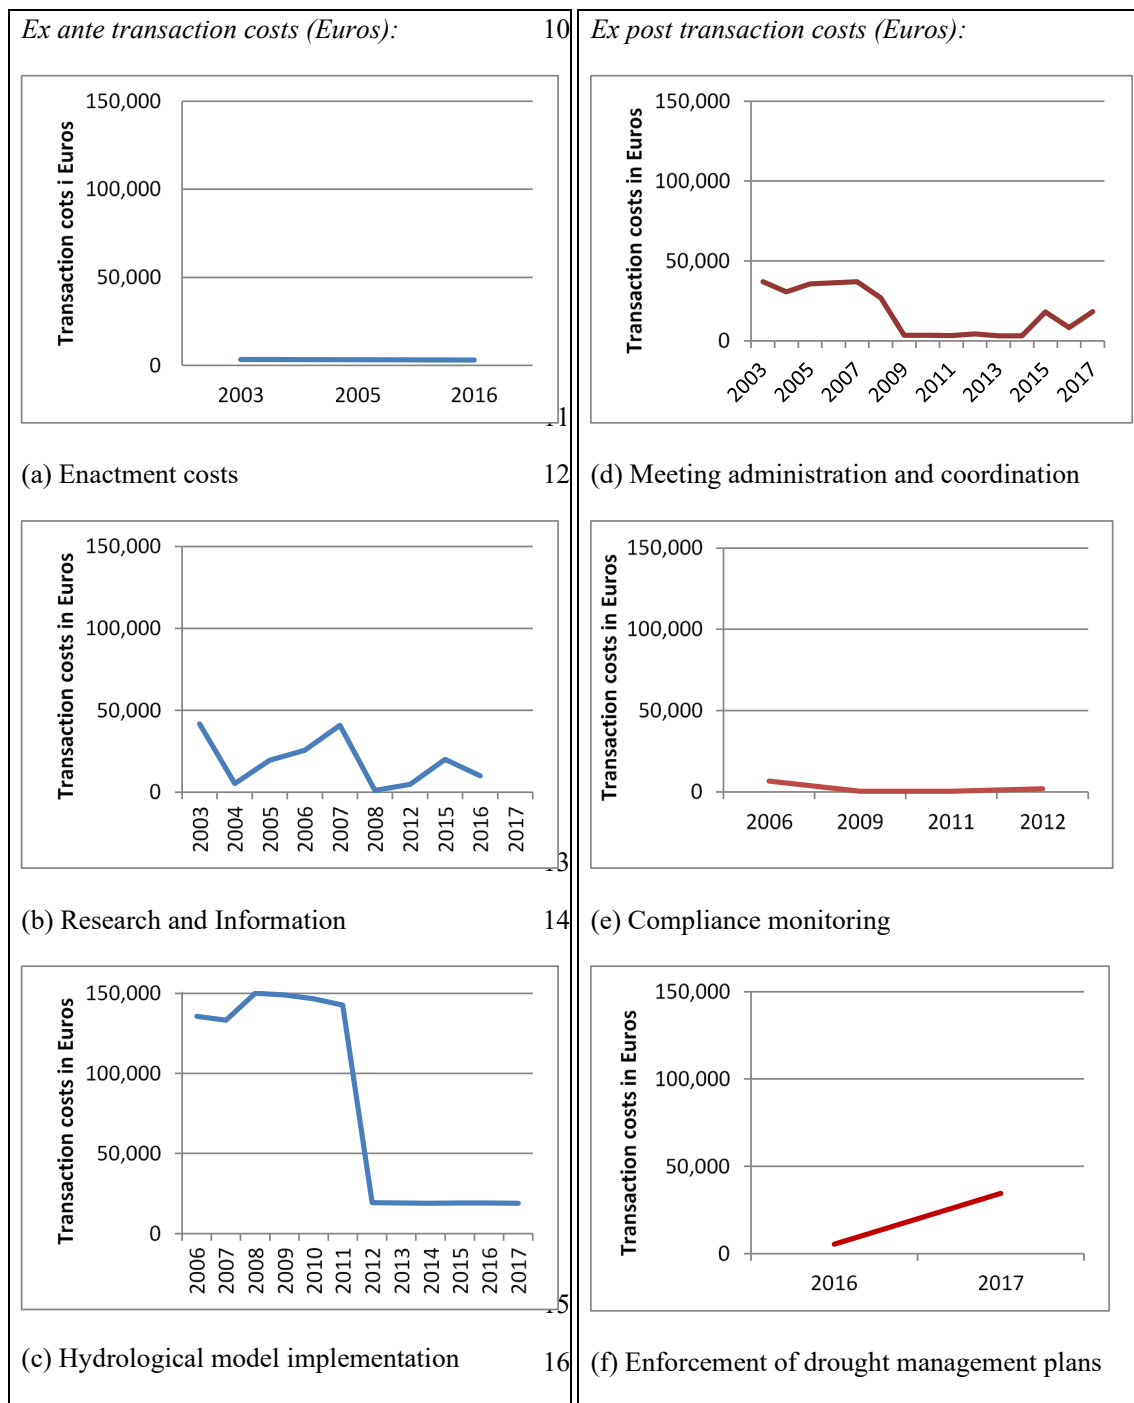 Ex ante transaction costs (Euros):
10
Transaction cots i Euros
150,000
100,000
50,000
0
2003 2005 2016
11
(a) Enactment costs
12
Transaction costs in Euros
150,000
100,000
50,000
0
2003 2004 2005 2006 2007 2008 2012 2015 2016 2017
13
(b) Research and Information
14
Transaction costs in Euros
150,000
100,000
50,000
0
2006 2007 2008 2009 2010 2011 2012 2013 2014 2015 2016 2017
15
(c) Hydrological model implementation
16
Ex post transaction costs (Euros):
Transaction costs in Euros
150,000
100,000
50,000
0
2003 2005 2007 2009 2011 2013 2015 2017
(d) Meeting administration and coordination
Transaction costs in Euros
150,000
100,000
50,000
0
2006 2009 2011 2012
(e) Compliance monitoring
Transaction costs in Euros
150,000
100,000
50,000
0
2016 2017
(f) Enforcement of drought management plans